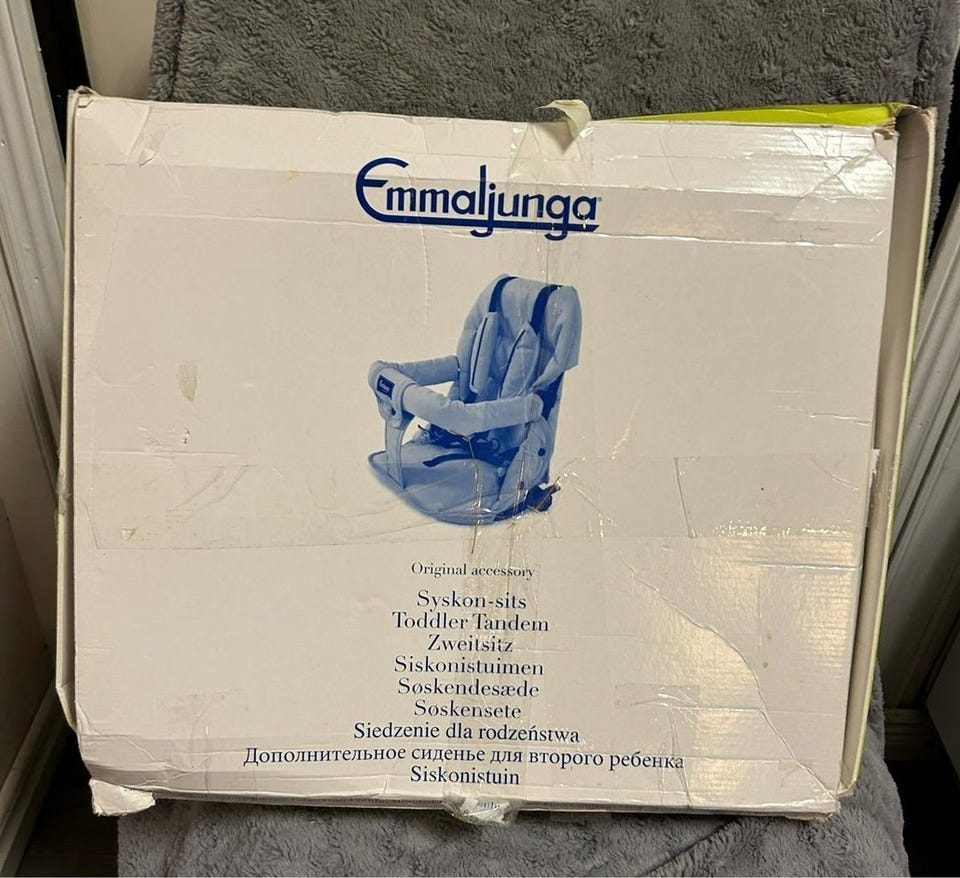 Emmaljunga
Original accessory
Syskon-sits
Toddler Tandem
Zweitsitz
Siskonistuimen
Søskendesæde
Søskensete
Siedzenie dla rodzeństwa
Дополнительное сиденье для второго ребенка
Siskonistuin